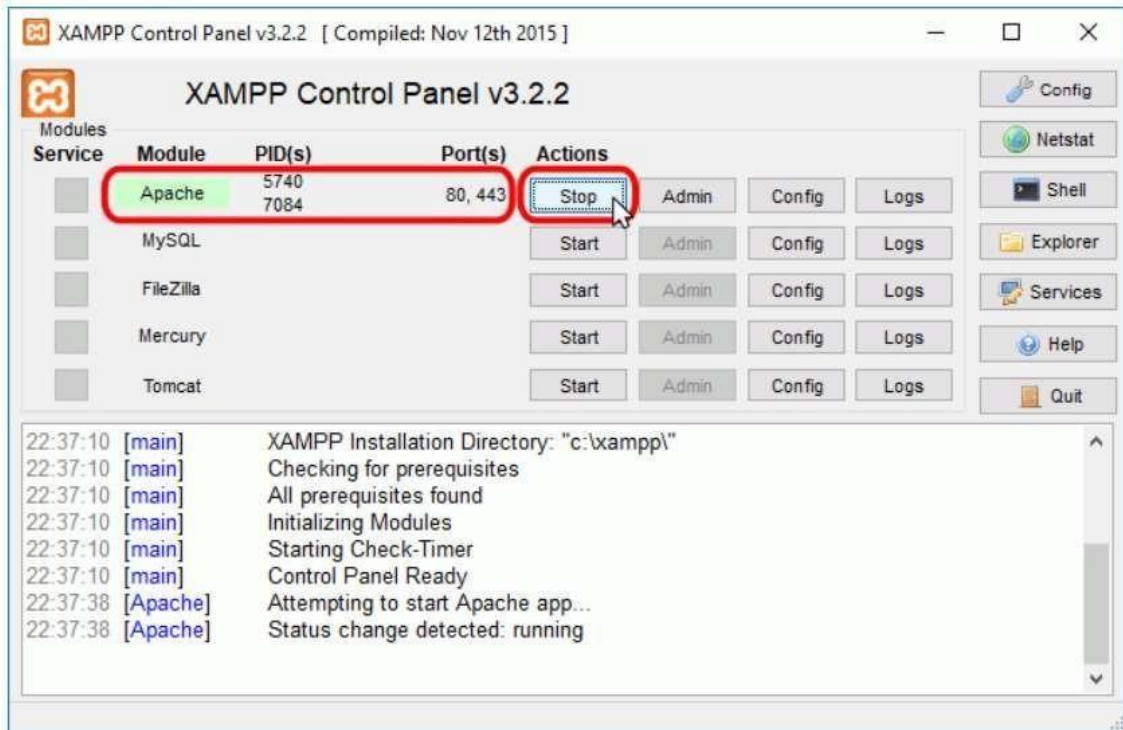 XAMPP Control Panel v3.2.2 [ Compiled: Nov 12th 2015 ]
XAMPP Control Panel v3.2.2
Config
Modules
Netstat
Service Module PID(s) Port(s) Actions
Apache 5740 7084 80, 443 Stop Admin Config Logs
Shell
MySQL Start Admin Config Logs
Explorer
FileZilla Start Admin Config Logs
Services
Mercury Start Admin Config Logs
Help
Tomcat Start Admin Config Logs
Quit
22:37:10 [main] XAMPP Installation Directory: "c:\xampp\"
22:37:10 [main] Checking for prerequisites
22:37:10 [main] All prerequisites found
22:37:10 [main] Initializing Modules
22:37:10 [main] Starting Check-Timer
22:37:10 [main] Control Panel Ready
22:37:38 [Apache] Attempting to start Apache app...
22:37:38 [Apache] Status change detected: running